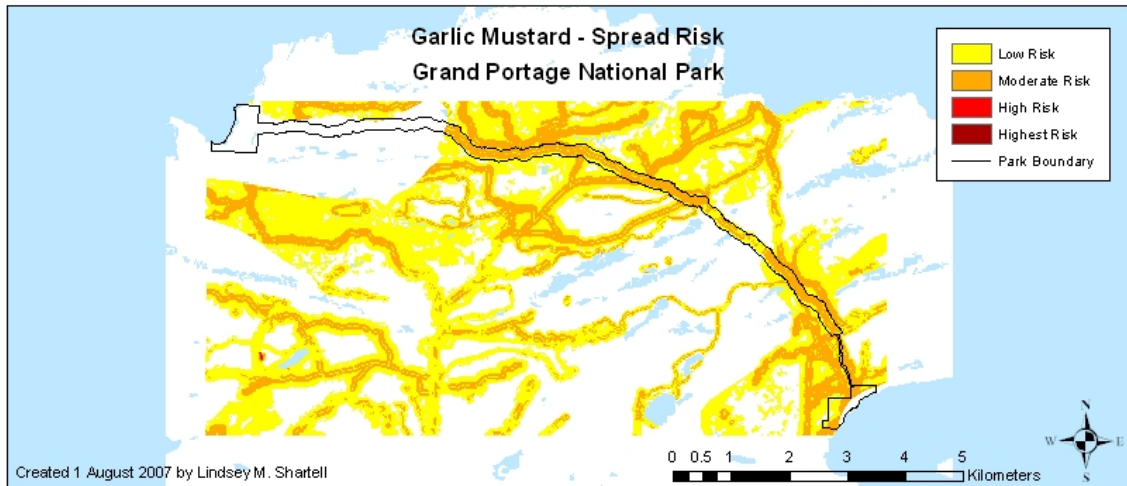 Garlic Mustard - Spread Risk
Grand Portage National Park
Low Risk
Moderate Risk
High Risk
Highest Risk
Park Boundary
N
W E
S
Created 1 August 2007 by Lindsey M. Shartell
0 0.5 1 2 3 4 5
Kilometers